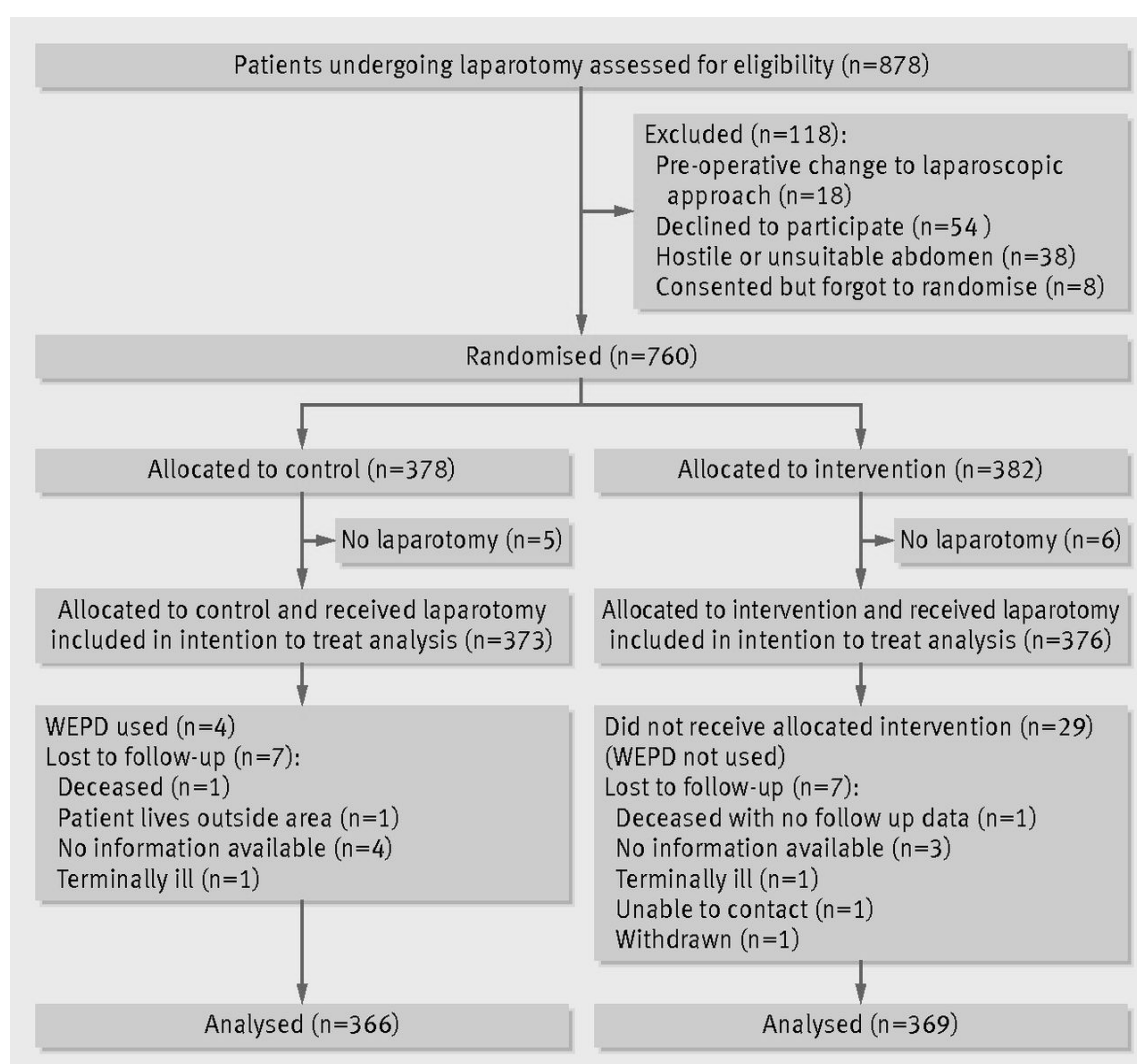 Patients undergoing laparotomy assessed for eligibility (n=878)
Excluded (n=118):
Pre-operative change to laparoscopic
approach (n=18)
Declined to participate (n=54 )
Hostile or unsuitable abdomen (n=38)
Consented but forgot to randomise (n=8)
Randomised (n=760)
Allocated to control (n=378)
Allocated to intervention (n=382)
No laparotomy (n=5)
No laparotomy (n=6)
Allocated to control and received laparotomy
included in intention to treat analysis (n=373)
Allocated to intervention and received laparotomy
included in intention to treat analysis (n=376)
WEPD used (n=4)
Lost to follow-up (n=7):
Deceased (n=1)
Patient lives outside area (n=1)
No information available (n=4)
Terminally ill (n=1)
Did not receive allocated intervention (n=29)
(WEPD not used)
Lost to follow-up (n=7):
Deceased with no follow up data (n=1)
No information available (n=3)
Terminally ill (n=1)
Unable to contact (n=1)
Withdrawn (n=1)
Analysed (n=366)
Analysed (n=369)